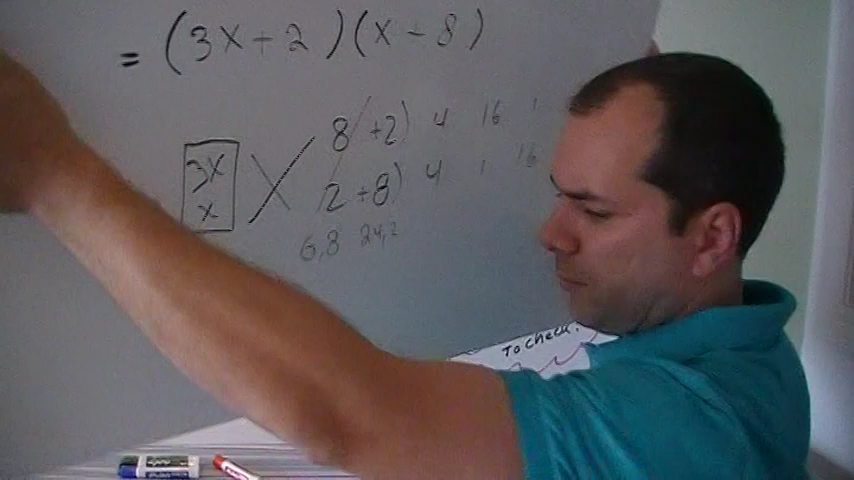 = (3x + 2)(x - 8)
8 +2) 4 16 1
3x
2 +8) 4 1 16
x
6,8 24,2
To check: